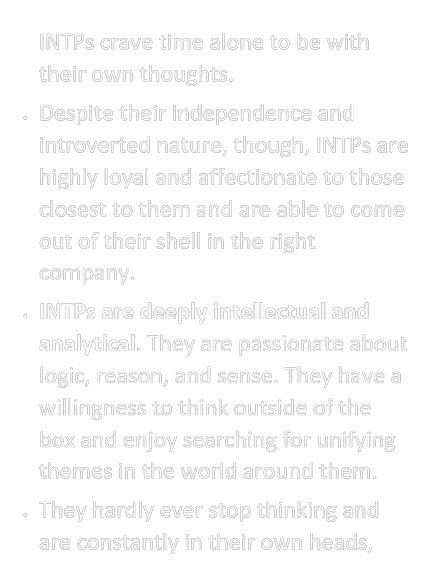 INTPs crave time alone to be with
their own thoughts.
• Despite their independence and
introverted nature, though, INTPs are
highly loyal and affectionate to those
closest to them and are able to come
out of their shell in the right
company.
• INTPs are deeply intellectual and
analytical. They are passionate about
logic, reason, and sense. They have a
willingness to think outside of the
box and enjoy searching for unifying
themes in the world around them.
• They hardly ever stop thinking and
are constantly in their own heads,